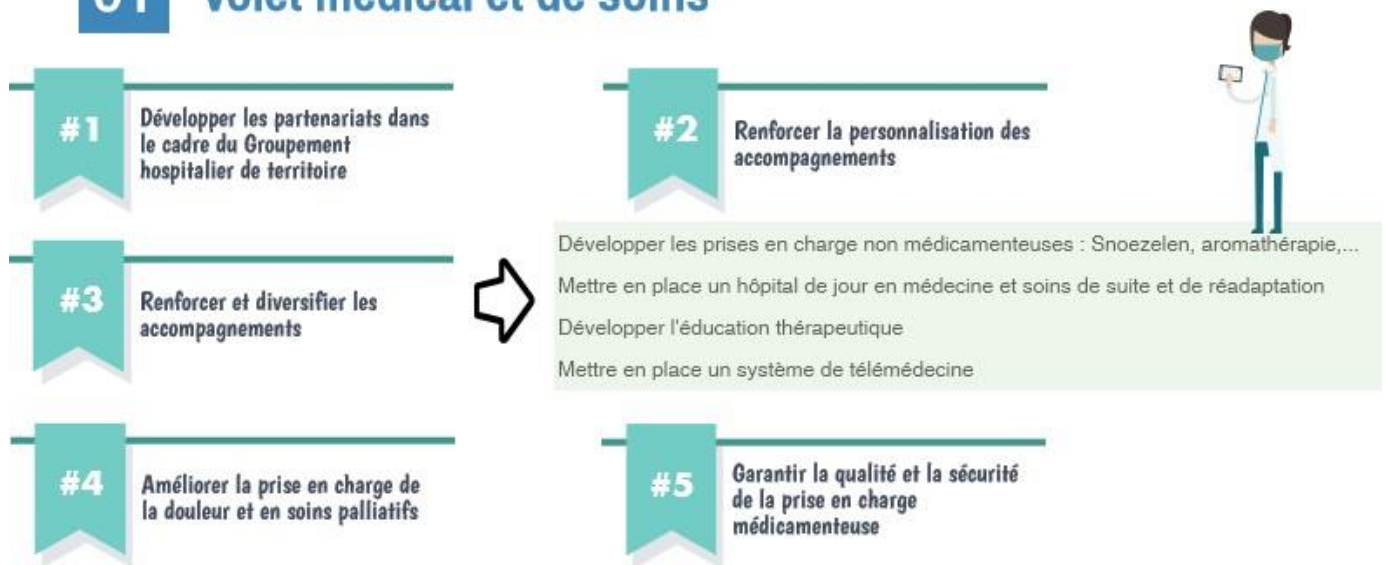 01 Volet médical et de soins
#1
Développer les partenariats dans
le cadre du Groupement
hospitalier de territoire
#2
Renforcer la personnalisation des
accompagnements
#3
Renforcer et diversifier les
accompagnements
Développer les prises en charge non médicamenteuses : Snoezelen, aromathérapie,...
Mettre en place un hôpital de jour en médecine et soins de suite et de réadaptation
Développer l'éducation thérapeutique
Mettre en place un système de télémédecine
#4
Améliorer la prise en charge de
la douleur et en soins palliatifs
#5
Garantir la qualité et la sécurité
de la prise en charge
médicamenteuse